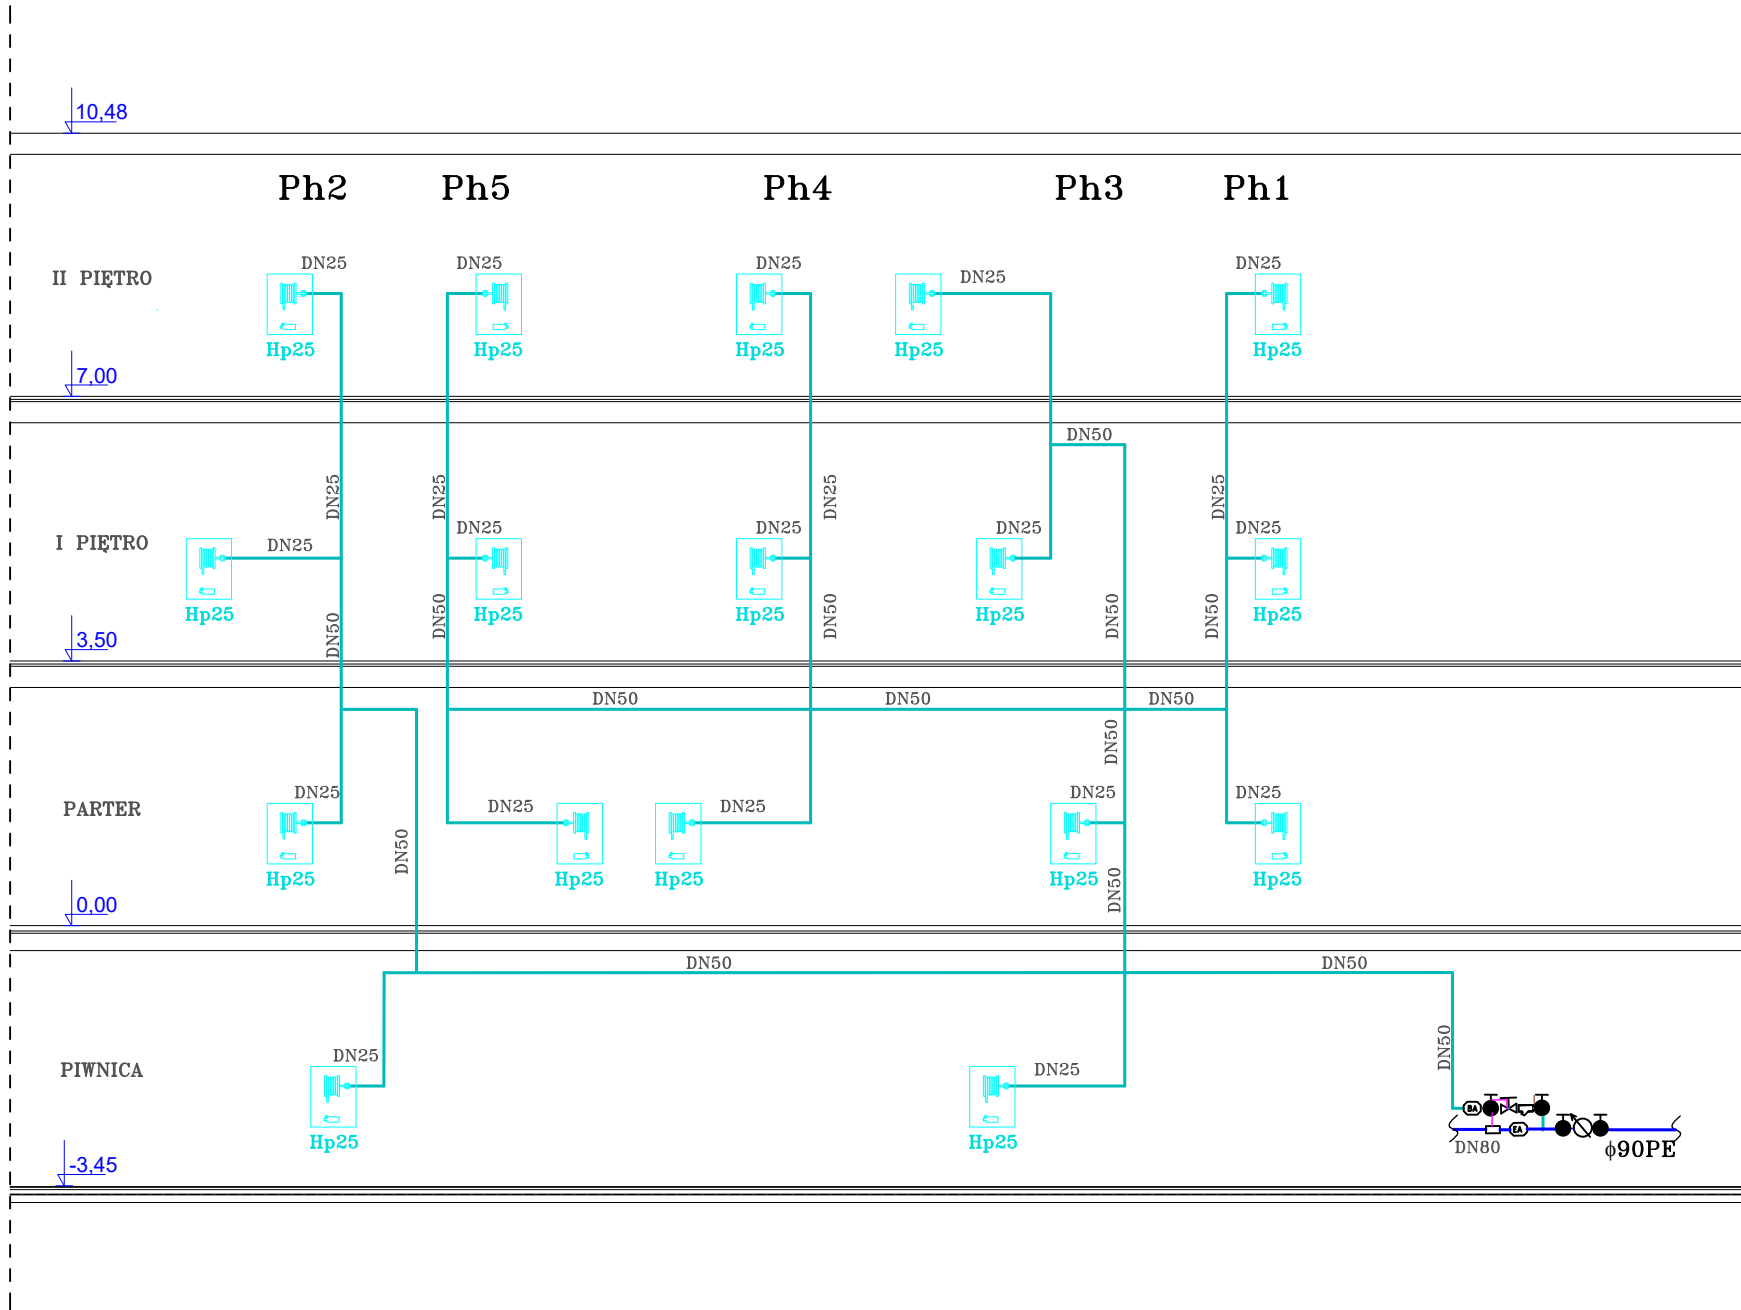 10,48
Ph2 Ph5 Ph4 Ph3 Ph1
DN25 DN25 DN25 DN25 DN25
II PIĘTRO
Hp25 Hp25 Hp25 Hp25 Hp25
7,00
DN50
DN25 DN25 DN25 DN25
DN25 DN25 DN25 DN25 DN25
I PIĘTRO
Hp25 Hp25 Hp25 Hp25 Hp25
DN50 DN50 DN50 DN50 DN50
3,50
DN50 DN50 DN50
DN50
DN25 DN25 DN25 DN25 DN25
PARTER
DN50
Hp25 Hp25 Hp25 Hp25 Hp25
DN50
0,00
DN50 DN50
DN50
DN25 DN25
PIWNICA
BA
EA
Hp25 Hp25
DN80 ϕ90PE
-3,45